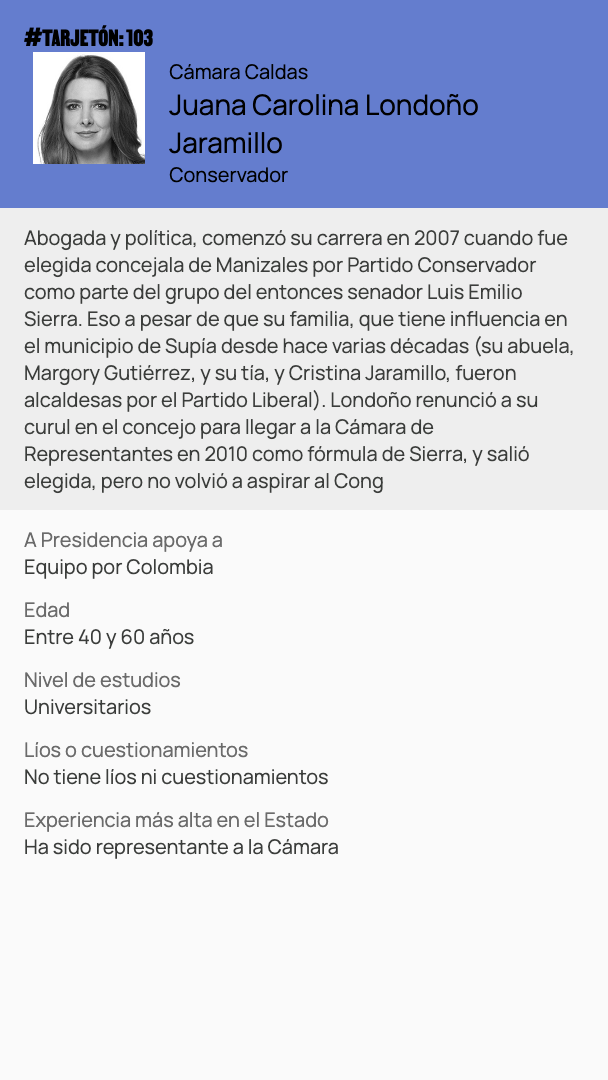 #TARJETÓN: 103
Cámara Caldas
Juana Carolina Londoño
Jaramillo
Conservador
Abogada y política, comenzó su carrera en 2007 cuando fue
elegida concejala de Manizales por Partido Conservador
como parte del grupo del entonces senador Luis Emilio
Sierra. Eso a pesar de que su familia, que tiene influencia en
el municipio de Supía desde hace varias décadas (su abuela,
Margory Gutiérrez, y su tía, y Cristina Jaramillo, fueron
alcaldesas por el Partido Liberal). Londoño renunció a su
curul en el concejo para llegar a la Cámara de
Representantes en 2010 como fórmula de Sierra, y salió
elegida, pero no volvió a aspirar al Cong
A Presidencia apoya a
Equipo por Colombia
Edad
Entre 40 y 60 años
Nivel de estudios
Universitarios
Líos o cuestionamientos
No tiene líos ni cuestionamientos
Experiencia más alta en el Estado
Ha sido representante a la Cámara